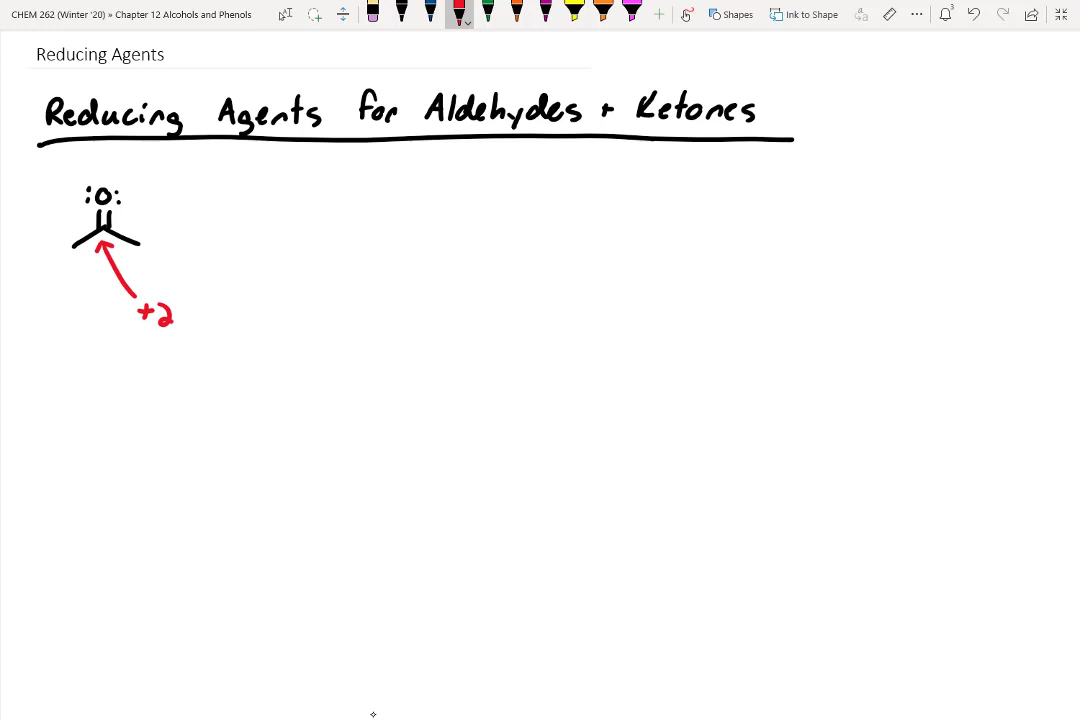 CHEM 262 (Winter '20) » Chapter 12 Alcohols and Phenols
Shapes
Ink to Shape
3
Reducing Agents
Reducing Agents for Aldehydes + Ketones
:O:
+2